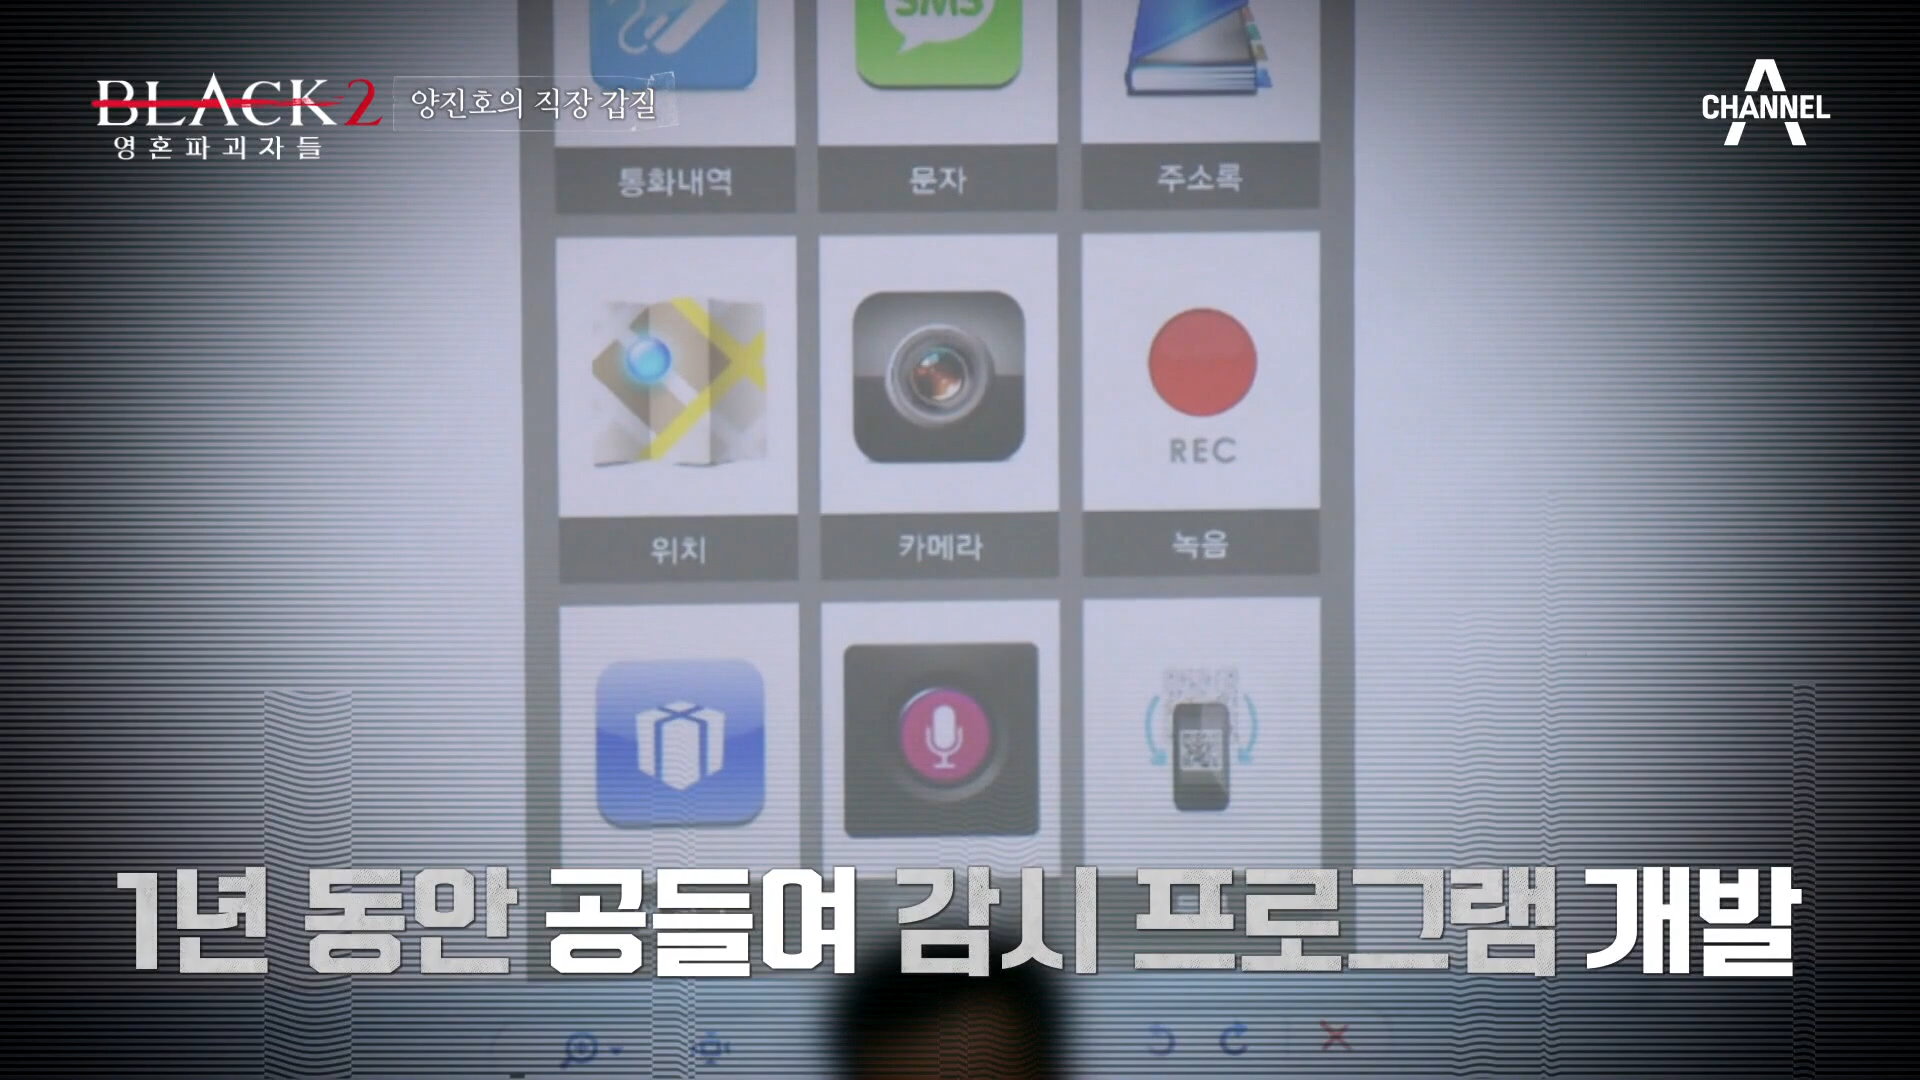 SMS
BLACK2 양진호의 직장 갑질
영혼파괴자들
CHANNEL A
통화내역 문자 주소록
REC
위치 카메라 녹음
1년 동안 공들여 감시 프로그램 개발